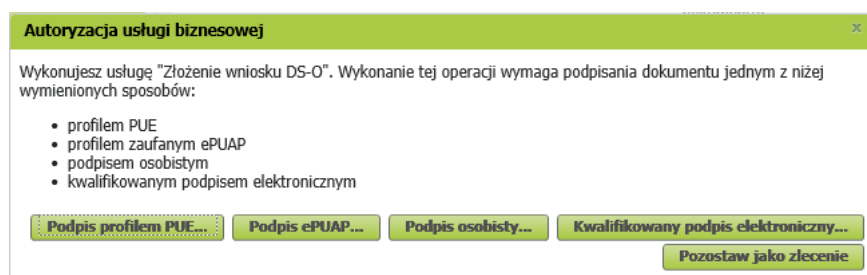 Autoryzacja usługi biznesowej x
Wykonujesz usługę "Złożenie wniosku DS-O". Wykonanie tej operacji wymaga podpisania dokumentu jednym z niżej
wymienionych sposobów:
• profilem PUE
• profilem zaufanym ePUAP
• podpisem osobistym
• kwalifikowanym podpisem elektronicznym
Podpis profilem PUE... Podpis ePUAP... Podpis osobisty... Kwalifikowany podpis elektroniczny...
Pozostaw jako zlecenie